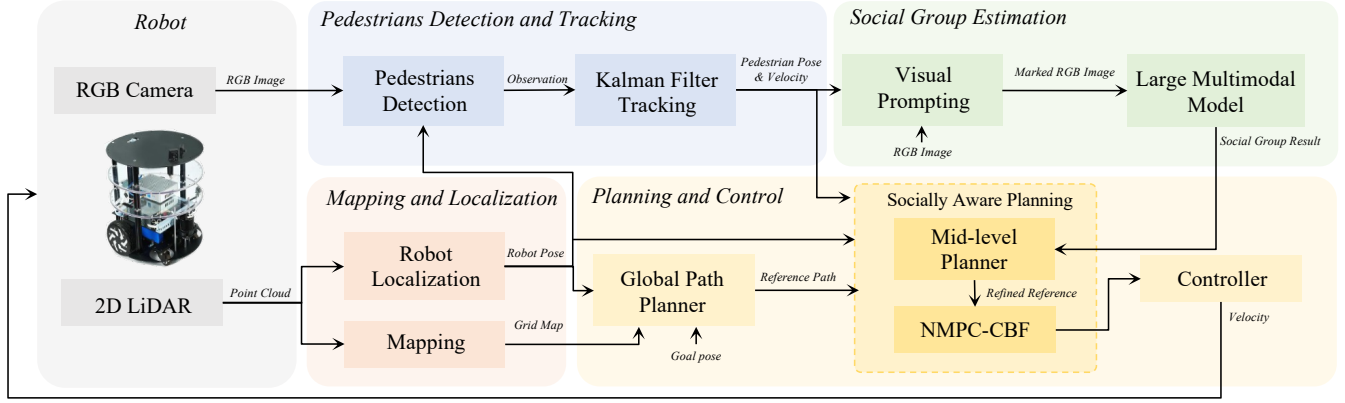 Robot
RGB Camera
RGB Image
2D LiDAR
Point Cloud
Pedestrians Detection and Tracking
Pedestrians
Detection
Observation
Kalman Filter
Tracking
Pedestrian Pose
& Velocity
Social Group Estimation
Visual
Prompting
RGB Image
Marked RGB Image
Large Multimodal
Model
Social Group Result
Mapping and Localization
Robot
Localization
Robot Pose
Mapping
Grid Map
Planning and Control
Global Path
Planner
Goal pose
Reference Path
Socially Aware Planning
Mid-level
Planner
Refined Reference
NMPC-CBF
Controller
Velocity